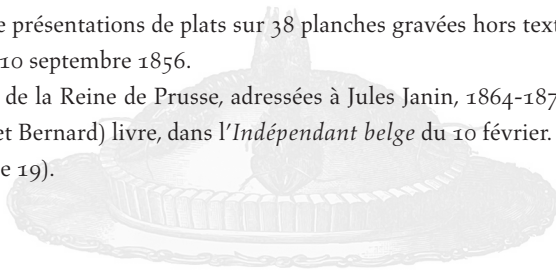 e présentations de plats sur 38 planches gravées hors text
10 septembre 1856.
de la Reine de Prusse, adressées à Jules Janin, 1864-187
et Bernard) livre, dans l'Indépendant belge du 10 février.
e 19).